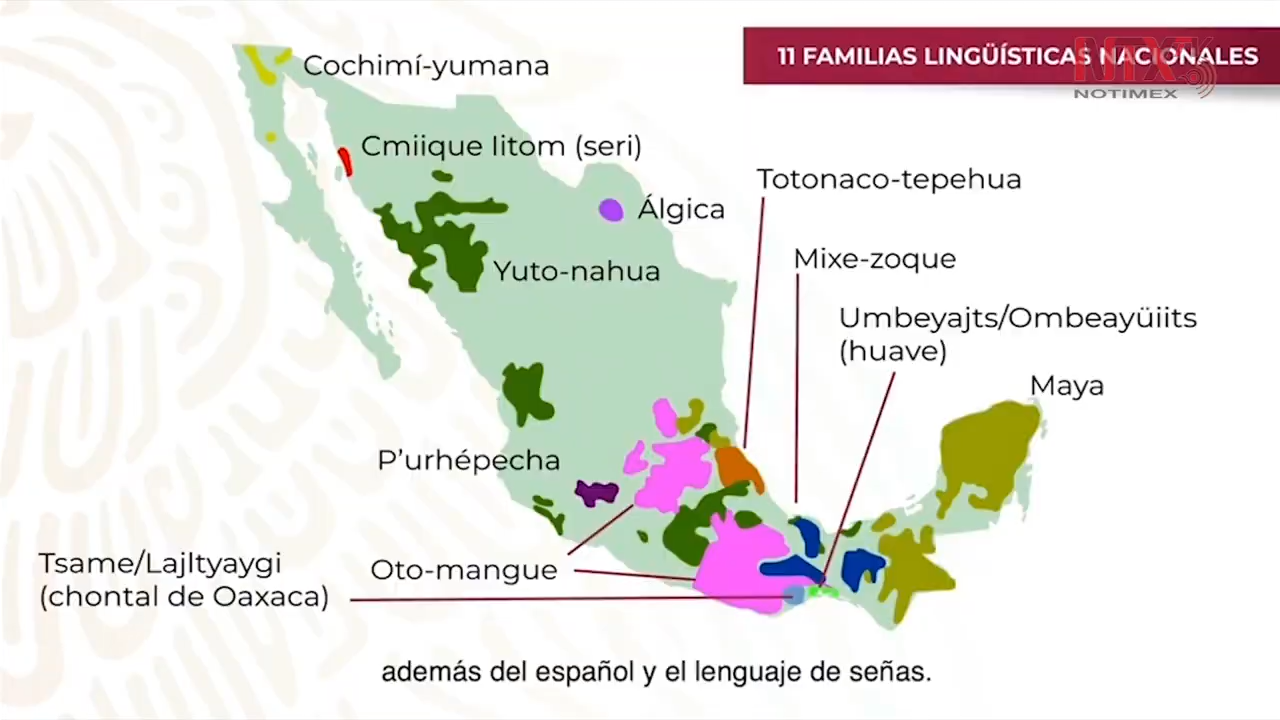 11 FAMILIAS LINGÜÍSTICAS NACIONALES
NTX
NOTIMEX
Cochimí-yumana
Cmiique Iitom (seri)
Totonaco-tepehua
Álgica
Mixe-zoque
Yuto-nahua
Umbeyajts/Ombeayüiits
(huave)
Maya
P’urhépecha
Tsame/Lajltyaygi
(chontal de Oaxaca)
Oto-mangue
además del español y el lenguaje de señas.